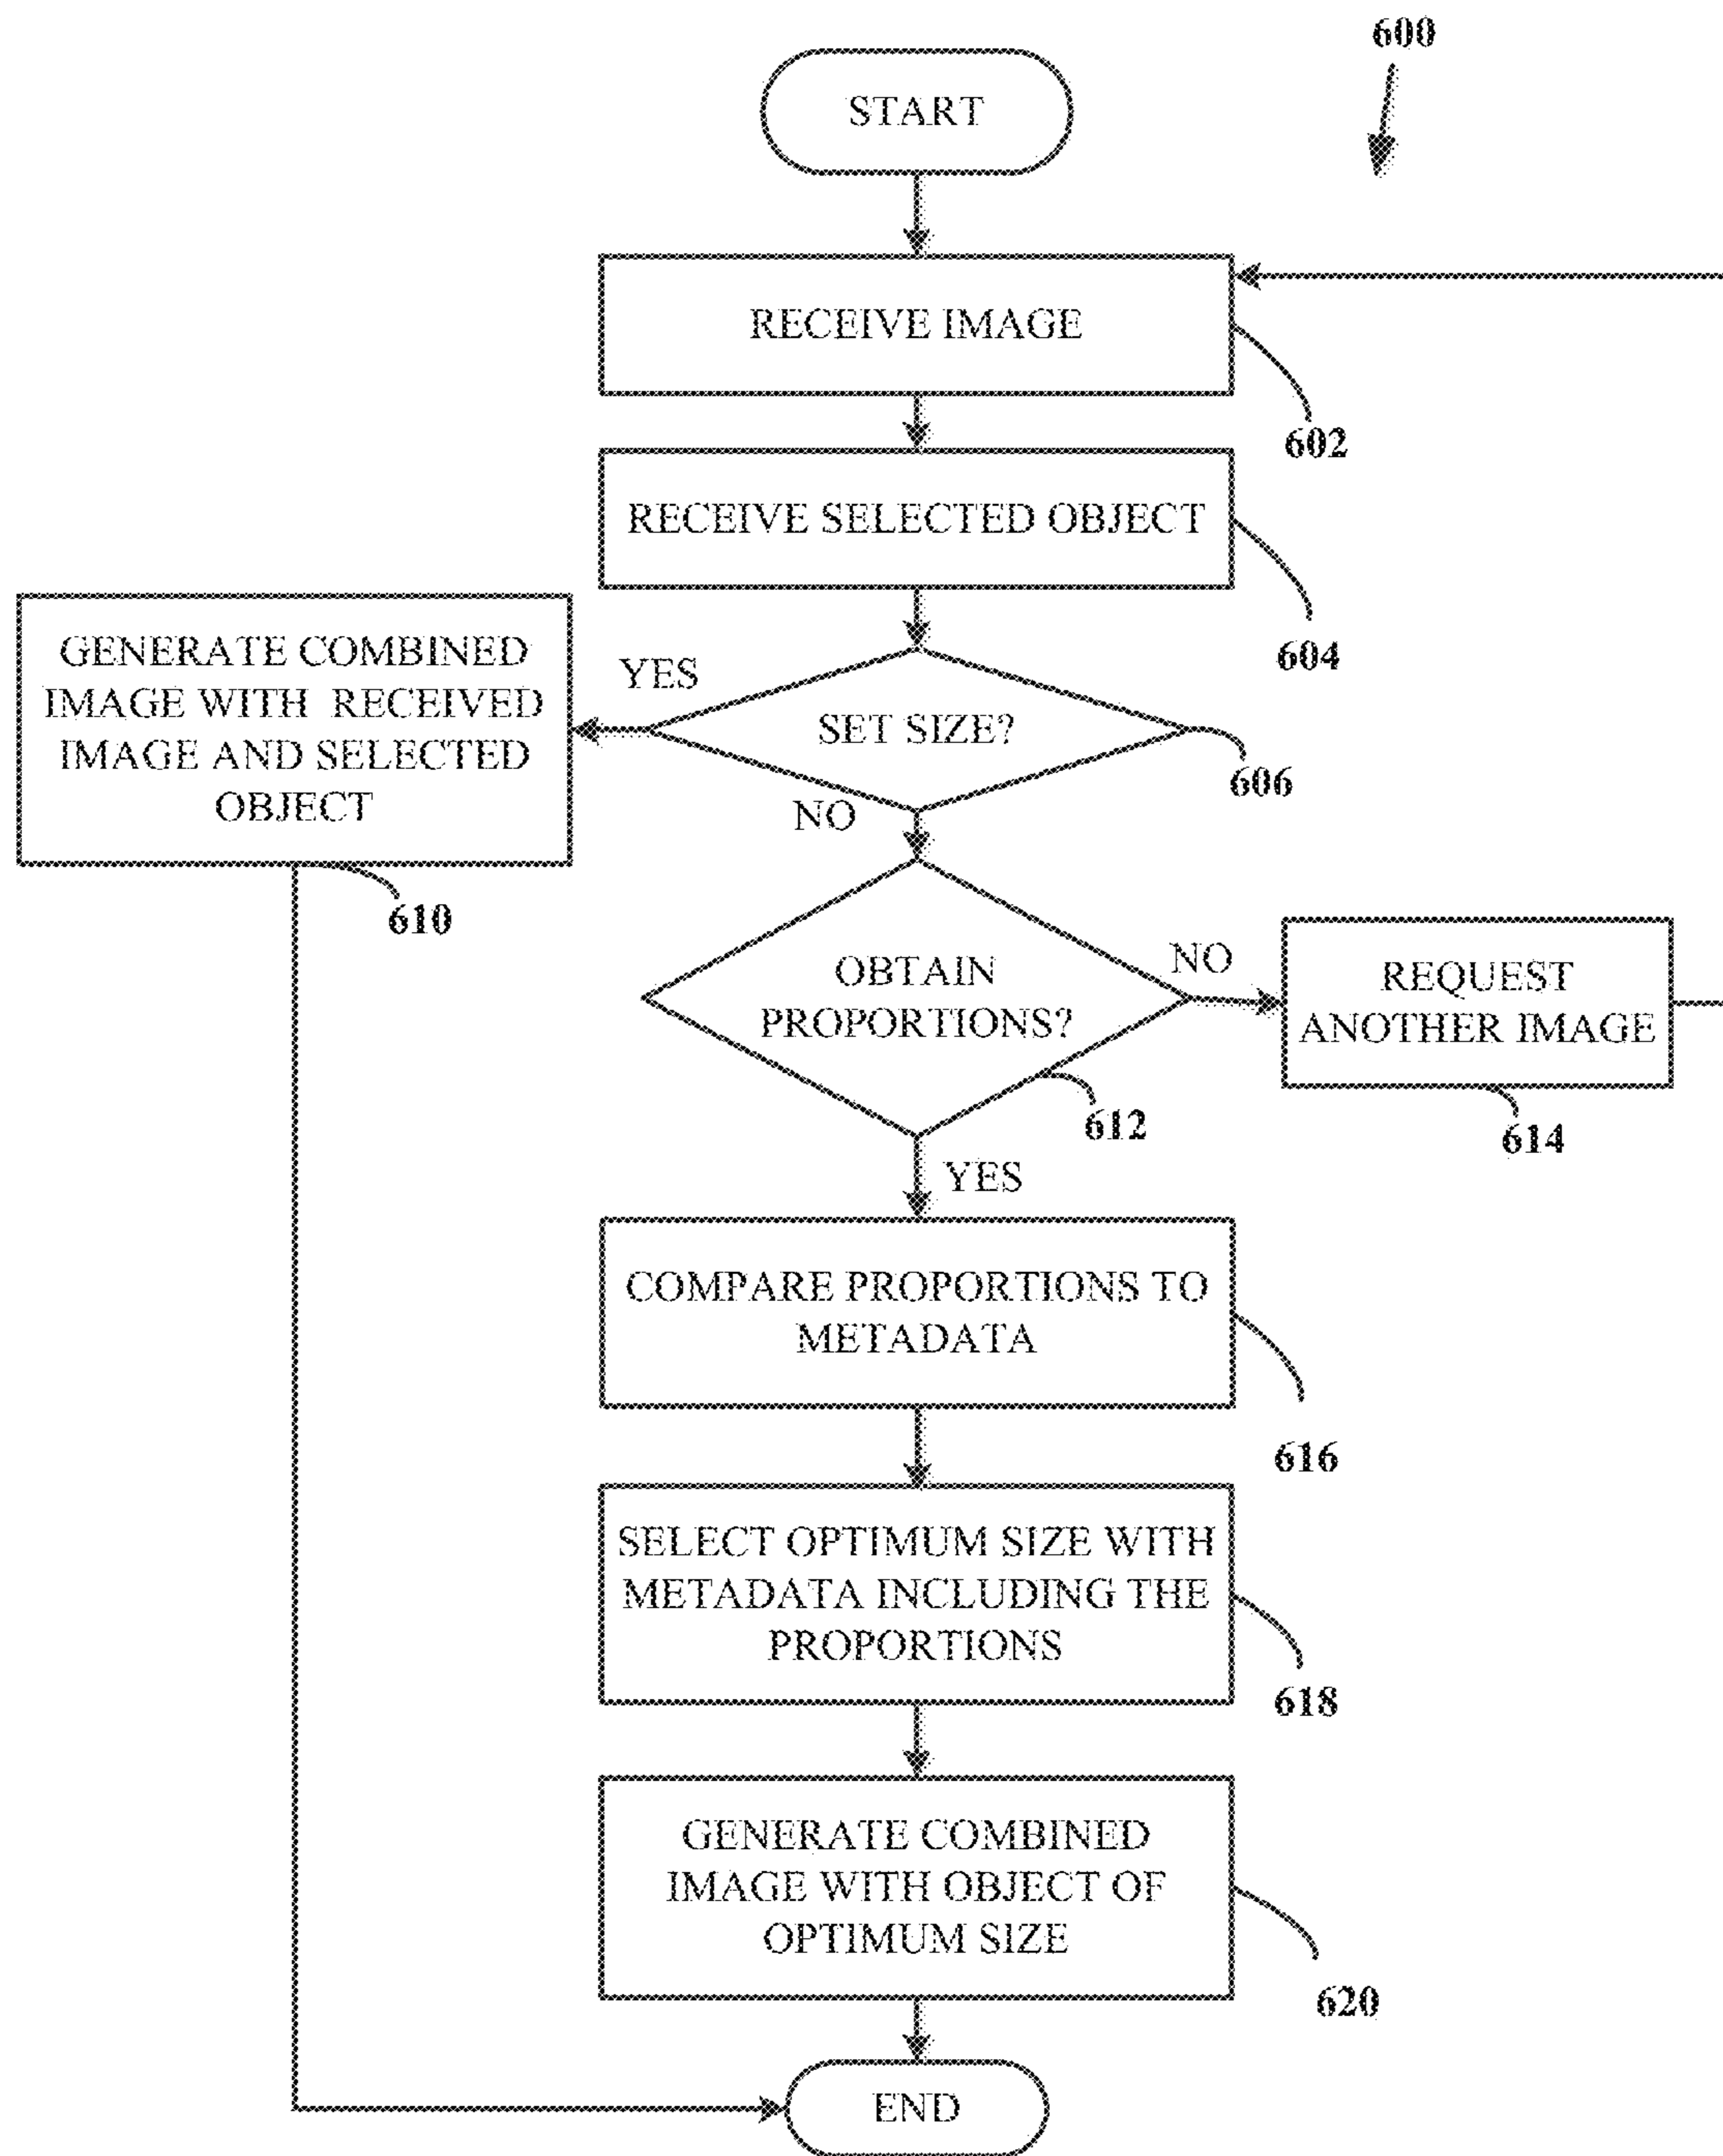 600
START
RECEIVE IMAGE
602
RECEIVE SELECTED OBJECT
604
GENERATE COMBINED
IMAGE WITH RECEIVED
IMAGE AND SELECTED
OBJECT
610
YES
SET SIZE?
606
NO
OBTAIN
PROPORTIONS?
612
NO
REQUEST
ANOTHER IMAGE
614
YES
COMPARE PROPORTIONS TO
METADATA
616
SELECT OPTIMUM SIZE WITH
METADATA INCLUDING THE
PROPORTIONS
618
GENERATE COMBINED
IMAGE WITH OBJECT OF
OPTIMUM SIZE
620
END